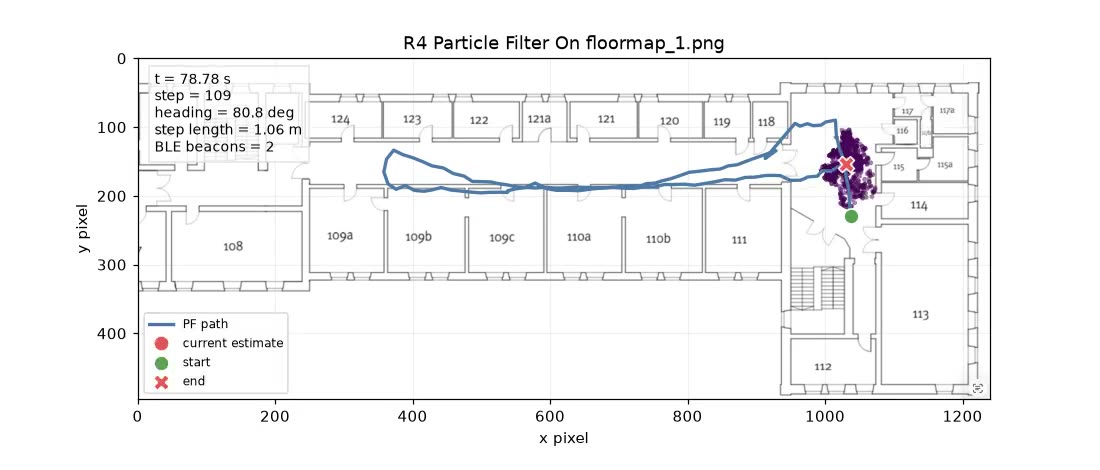 R4 Particle Filter On floormap_1.png
t = 78.78 s
step = 109
heading = 80.8 deg
step length = 1.06 m
BLE beacons = 2
0
100
200
300
400
y pixel
124
123
122
121a
121
120
119
118
117
117a
116
115
115a
114
108
109a
109b
109c
110a
110b
111
113
112
PF path
current estimate
start
end
0
200
400
600
800
1000
1200
x pixel